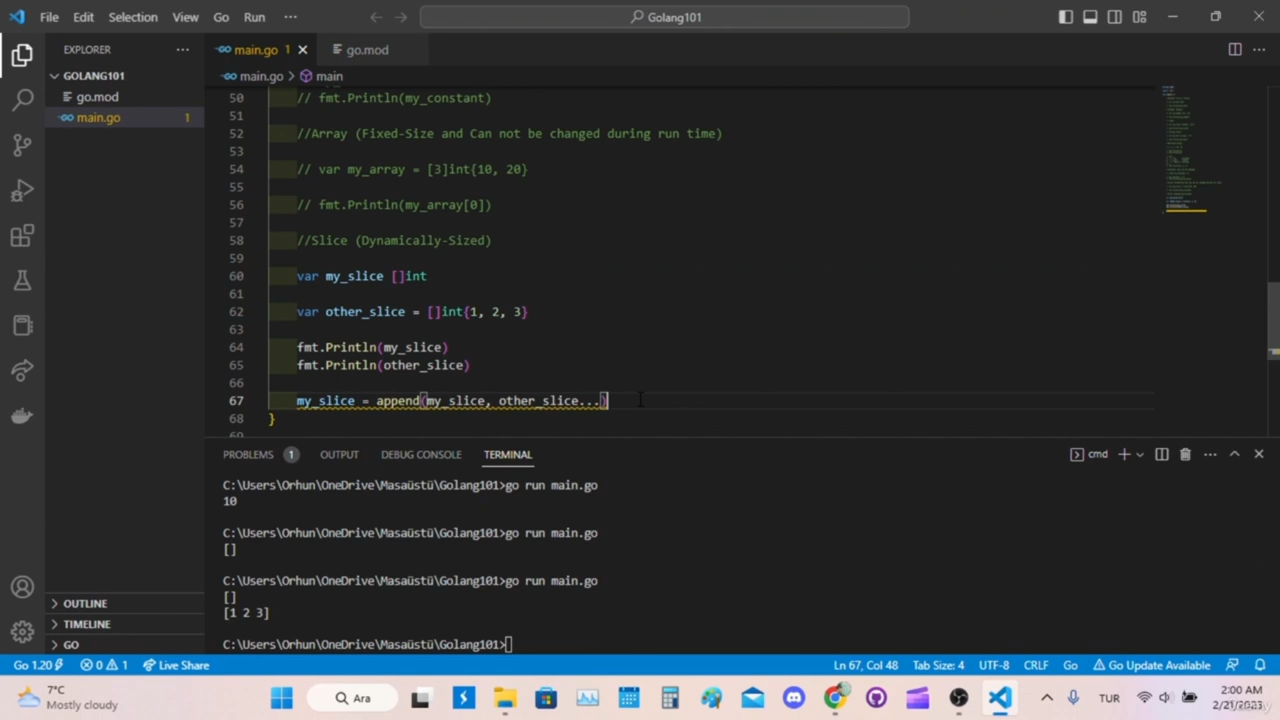 File Edit Selection View Go Run ··· Golang101
EXPLORER ···
GOLANG101
go.mod
main.go 1
OUTLINE
TIMELINE
GO
main.go 1 go.mod
main.go > main
50 // fmt.Println(my_constant)
51
52 //Array (Fixed-Size and Can not be changed during run time)
53
54 // var my_array = [3]int{10, 20}
55
56 // fmt.Println(my_array[0])
57
58 //Slice (Dynamically-Sized)
59
60 var my_slice []int
61
62 var other_slice = []int{1, 2, 3}
63
64 fmt.Println(my_slice)
65 fmt.Println(other_slice)
66
67 my_slice = append(my_slice, other_slice...)
68 }
69
PROBLEMS 1 OUTPUT DEBUG CONSOLE TERMINAL cmd
C:\Users\Orhun\OneDrive\Masaüstü\Golang101>go run main.go
10
C:\Users\Orhun\OneDrive\Masaüstü\Golang101>go run main.go
[]
C:\Users\Orhun\OneDrive\Masaüstü\Golang101>go run main.go
[]
[1 2 3]
C:\Users\Orhun\OneDrive\Masaüstü\Golang101>
Go 1.20 0 1 Live Share Ln 67, Col 48 Tab Size: 4 UTF-8 CRLF Go Go Update Available
7°C
Mostly cloudy
Ara
TUR
2:00 AM
2/21/2023